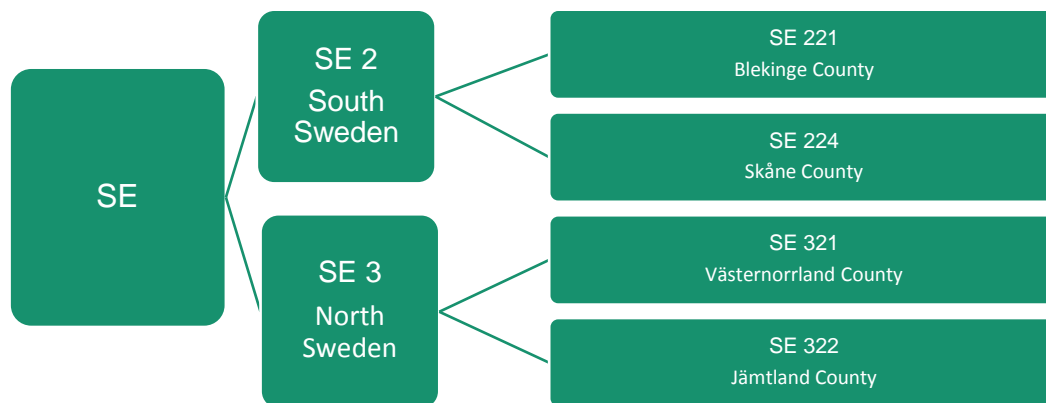 SE
SE 2
South
Sweden
SE 221
Blekinge County
SE 224
Skåne County
SE 3
North
Sweden
SE 321
Västernorrland County
SE 322
Jämtland County